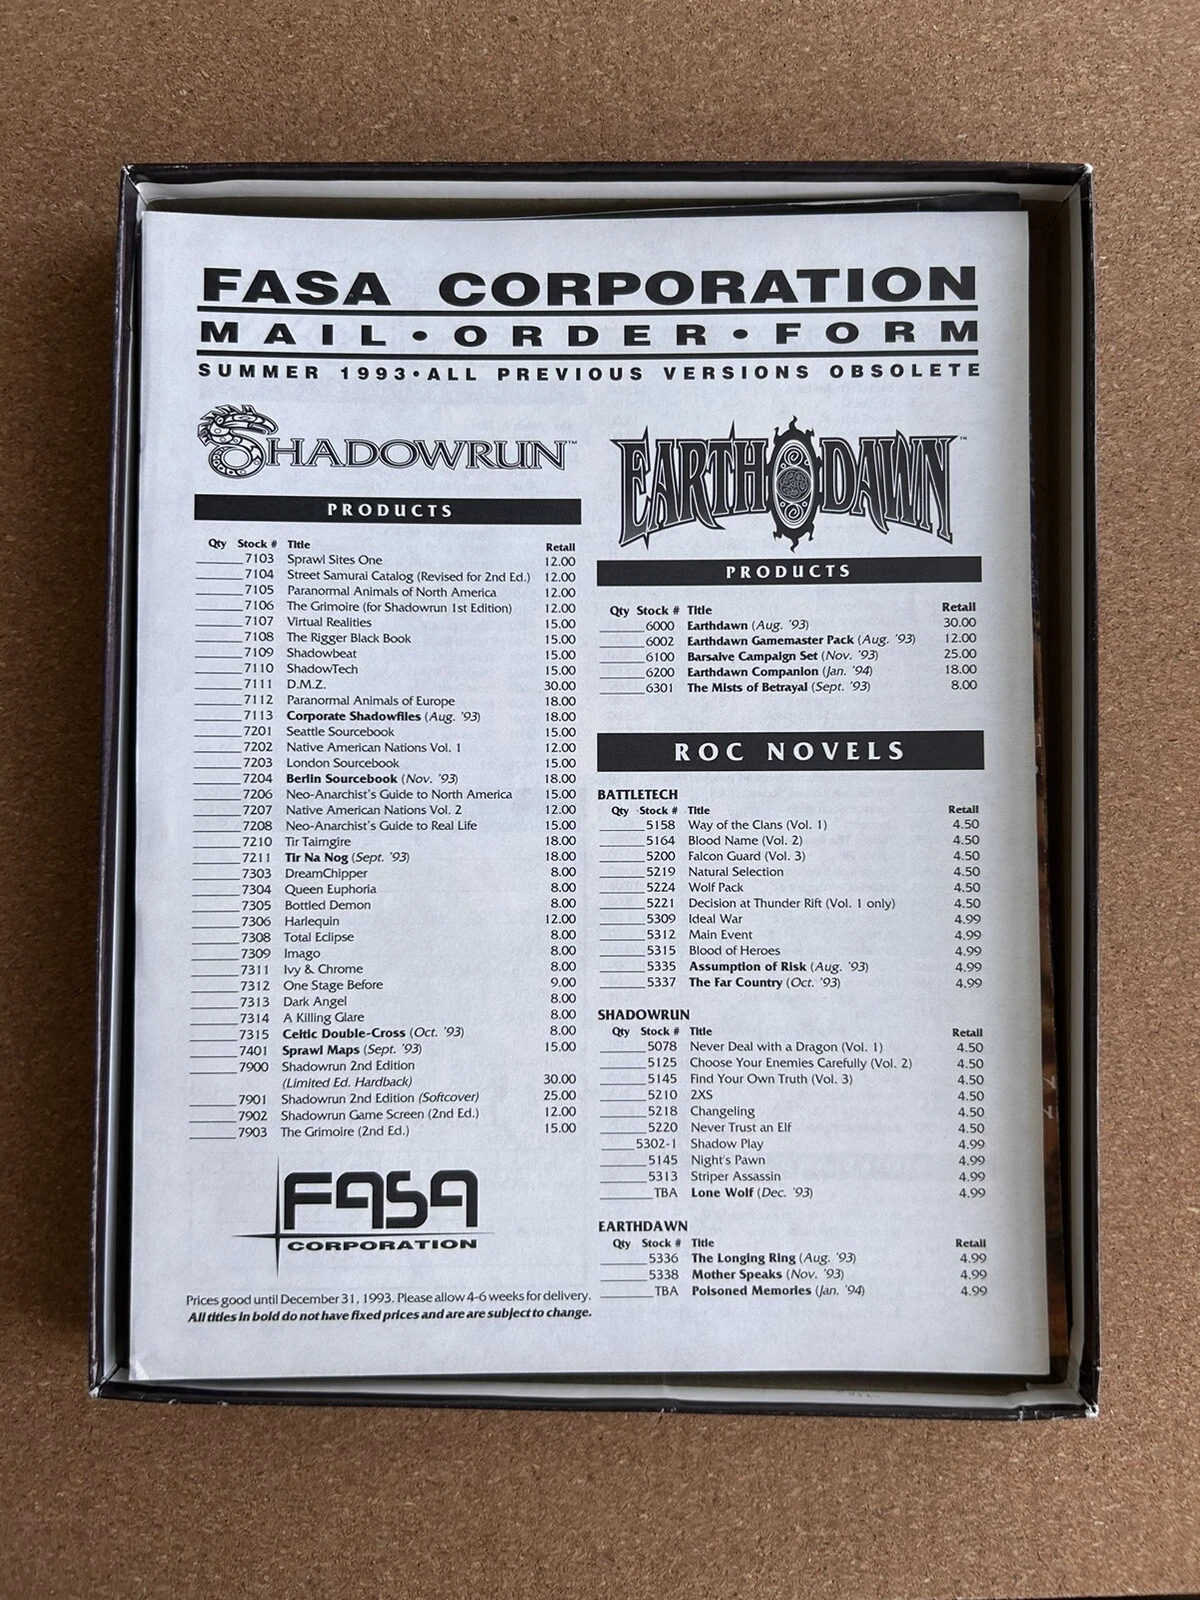 FASA CORPORATION
MAIL • ORDER • FORM
SUMMER 1993 • ALL PREVIOUS VERSIONS OBSOLETE
SHADOWRUN™
PRODUCTS
Qty Stock # Title Retail
7103 Sprawl Sites One 12.00
7104 Street Samurai Catalog (Revised for 2nd Ed.) 12.00
7105 Paranormal Animals of North America 12.00
7106 The Grimoire (for Shadowrun 1st Edition) 12.00
7107 Virtual Realities 15.00
7108 The Rigger Black Book 15.00
7109 Shadowbeat 15.00
7110 ShadowTech 15.00
7111 D.M.Z. 30.00
7112 Paranormal Animals of Europe 18.00
7113 Corporate Shadowfiles (Aug. '93) 18.00
7201 Seattle Sourcebook 15.00
7202 Native American Nations Vol. 1 12.00
7203 London Sourcebook 15.00
7204 Berlin Sourcebook (Nov. '93) 18.00
7206 Neo-Anarchist's Guide to North America 15.00
7207 Native American Nations Vol. 2 12.00
7208 Neo-Anarchist's Guide to Real Life 15.00
7210 Tir Tairngire 18.00
7211 Tir Na Nog (Sept. '93) 18.00
7303 DreamChipper 8.00
7304 Queen Euphoria 8.00
7305 Bottled Demon 8.00
7306 Harlequin 12.00
7308 Total Eclipse 8.00
7309 Imago 8.00
7311 Ivy & Chrome 8.00
7312 One Stage Before 9.00
7313 Dark Angel 8.00
7314 A Killing Glare 8.00
7315 Celtic Double-Cross (Oct. '93) 8.00
7401 Sprawl Maps (Sept. '93) 15.00
7900 Shadowrun 2nd Edition
(Limited Ed. Hardback) 30.00
7901 Shadowrun 2nd Edition (Softcover) 25.00
7902 Shadowrun Game Screen (2nd Ed.) 12.00
7903 The Grimoire (2nd Ed.) 15.00
FASA
CORPORATION
Prices good until December 31, 1993. Please allow 4-6 weeks for delivery.
All titles in bold do not have fixed prices and are are subject to change.
EARTHDAWN™
PRODUCTS
Qty Stock # Title Retail
6000 Earthdawn (Aug. '93) 30.00
6002 Earthdawn Gamemaster Pack (Aug. '93) 12.00
6100 Barsaive Campaign Set (Nov. '93) 25.00
6200 Earthdawn Companion (Jan. '94) 18.00
6301 The Mists of Betrayal (Sept. '93) 8.00
ROC NOVELS
BATTLETECH
Qty Stock # Title Retail
5158 Way of the Clans (Vol. 1) 4.50
5164 Blood Name (Vol. 2) 4.50
5200 Falcon Guard (Vol. 3) 4.50
5219 Natural Selection 4.50
5224 Wolf Pack 4.50
5221 Decision at Thunder Rift (Vol. 1 only) 4.50
5309 Ideal War 4.99
5312 Main Event 4.99
5315 Blood of Heroes 4.99
5335 Assumption of Risk (Aug. '93) 4.99
5337 The Far Country (Oct. '93) 4.99
SHADOWRUN
Qty Stock # Title Retail
5078 Never Deal with a Dragon (Vol. 1) 4.50
5125 Choose Your Enemies Carefully (Vol. 2) 4.50
5145 Find Your Own Truth (Vol. 3) 4.50
5210 2XS 4.50
5218 Changeling 4.50
5220 Never Trust an Elf 4.50
5302-1 Shadow Play 4.99
5145 Night's Pawn 4.99
5313 Striper Assassin 4.99
TBA Lone Wolf (Dec. '93) 4.99
EARTHDAWN
Qty Stock # Title Retail
5336 The Longing Ring (Aug. '93) 4.99
5338 Mother Speaks (Nov. '93) 4.99
TBA Poisoned Memories (Jan. '94) 4.99